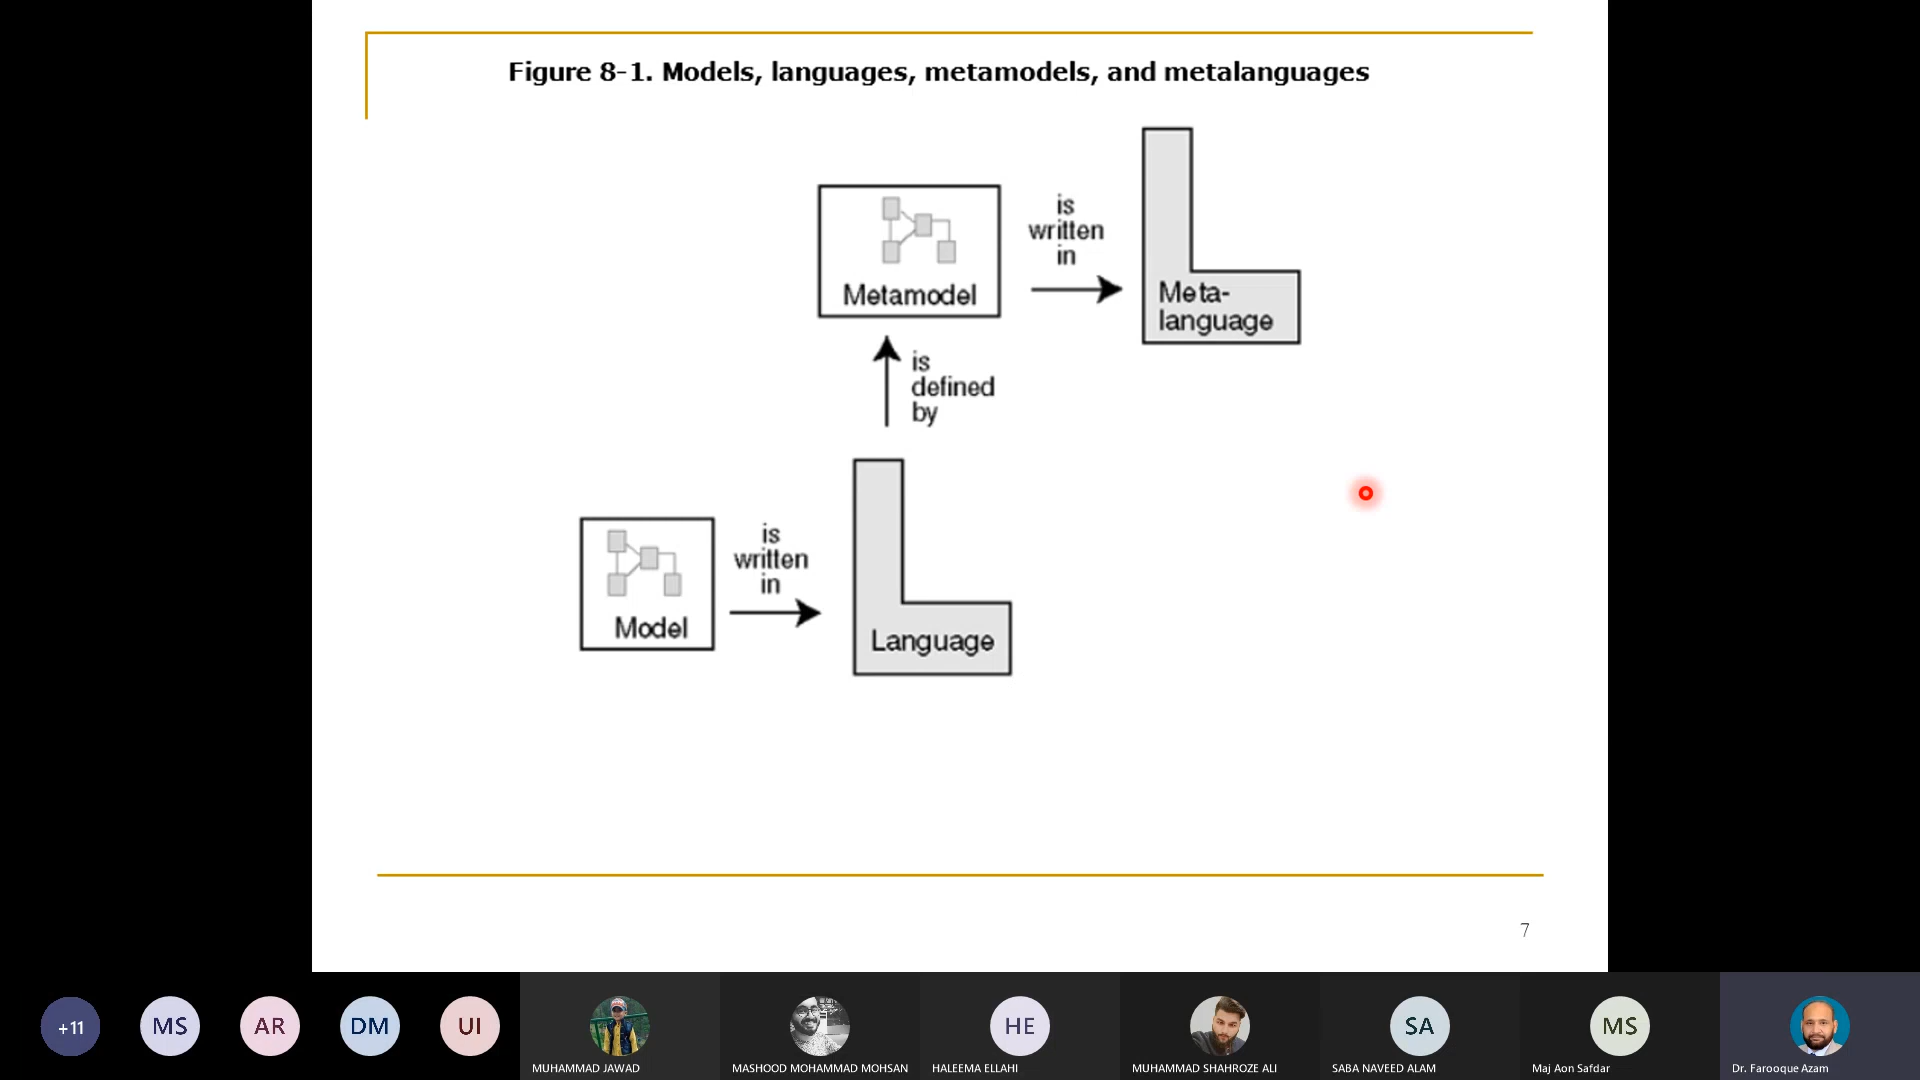 Figure 8-1. Models, languages, metamodels, and metalanguages
Metamodel
is
written
in
Meta-
language
is
defined
by
Model
is
written
in
Language
7
+11
MS
AR
DM
UI
MUHAMMAD JAWAD
MASHOOD MOHAMMAD MOHSAN
HE
HALEEMA ELLAHI
MUHAMMAD SHAHROZE ALI
SA
SABA NAVEED ALAM
MS
Maj Aon Safdar
Dr. Farooque Azam